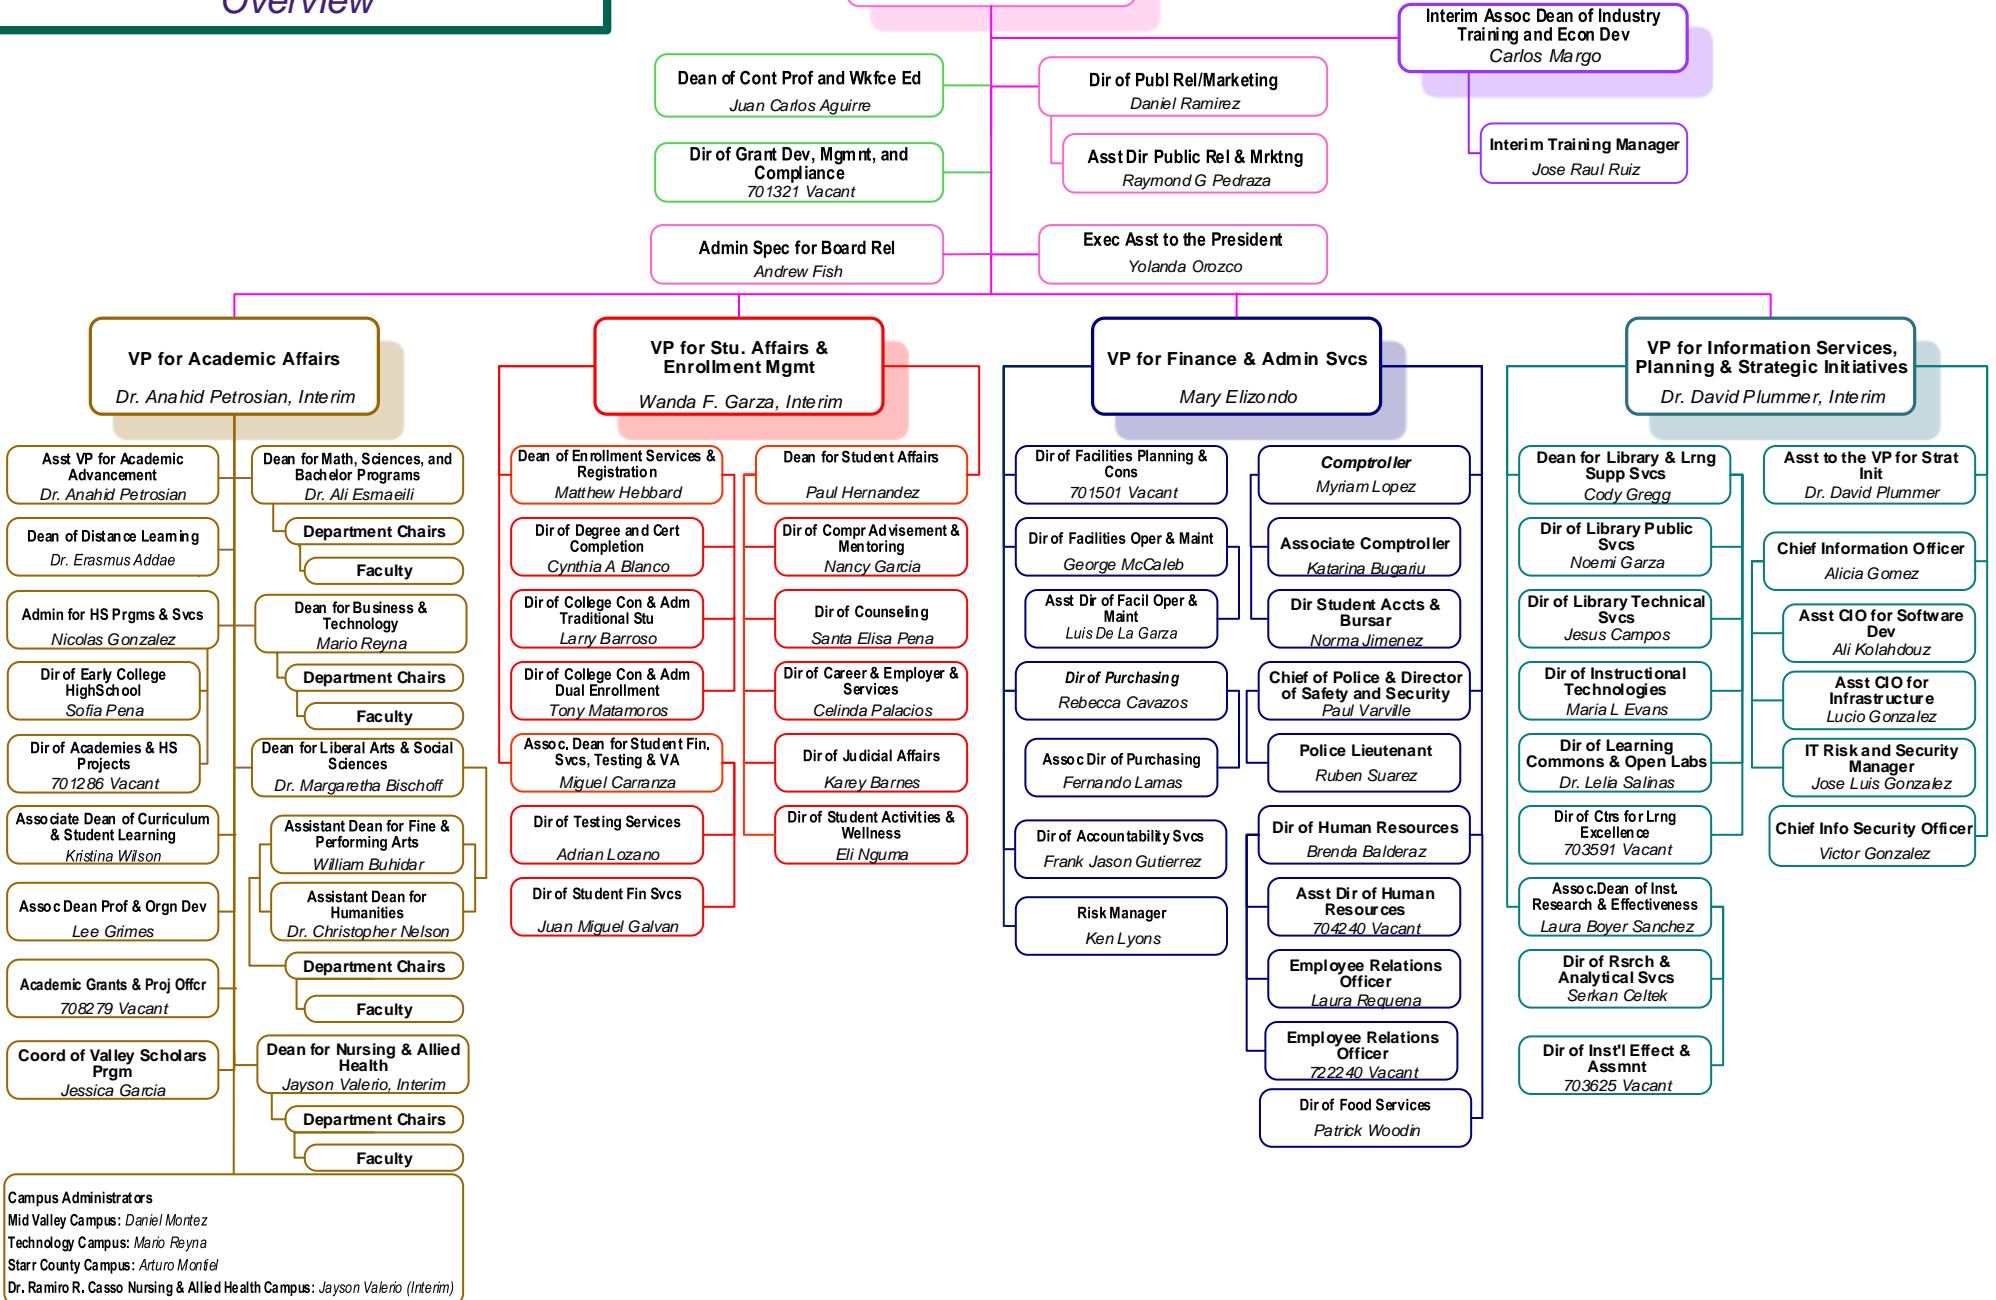 Overview
Interim Assoc Dean of Industry
Training and Econ Dev
Carlos Margo
Dean of Cont Prof and Wkfce Ed
Juan Carlos Aguirre
Dir of Publ Rel/Marketing
Daniel Ramirez
Interim Training Manager
Jose Raul Ruiz
Dir of Grant Dev, Mgmnt, and
Compliance
701321 Vacant
Asst Dir Public Rel & Mrktng
Raymond G Pedraza
Admin Spec for Board Rel
Andrew Fish
Exec Asst to the President
Yolanda Orozco
VP for Academic Affairs
Dr. Anahid Petrosian, Interim
Asst VP for Academic
Advancement
Dr. Anahid Petrosian
Dean of Distance Learning
Dr. Erasmus Addae
Admin for HS Prgms & Svcs
Nicolas Gonzalez
Dir of Early College
HighSchool
Sofia Pena
Dir of Academies & HS
Projects
701286 Vacant
Associate Dean of Curriculum
& Student Learning
Kristina Wilson
Assoc Dean Prof & Orgn Dev
Lee Grimes
Academic Grants & Proj Offcr
708279 Vacant
Coord of Valley Scholars
Prgm
Jessica Garcia
Dean for Math, Sciences, and
Bachelor Programs
Dr. Ali Esmaeili
Department Chairs
Faculty
Dean for Business &
Technology
Mario Reyna
Department Chairs
Faculty
Dean for Liberal Arts & Social
Sciences
Dr. Margaretha Bischoff
Assistant Dean for Fine &
Performing Arts
William Buhidar
Assistant Dean for
Humanities
Dr. Christopher Nelson
Department Chairs
Faculty
Dean for Nursing & Allied
Health
Jayson Valerio, Interim
Department Chairs
Faculty
Campus Administrators
Mid Valley Campus: Daniel Montez
Technology Campus: Mario Reyna
Starr County Campus: Arturo Montiel
Dr. Ramiro R. Casso Nursing & Allied Health Campus: Jayson Valerio (Interim)
VP for Stu. Affairs &
Enrollment Mgmt
Wanda F. Garza, Interim
Dean of Enrollment Services &
Registration
Matthew Hebbard
Dir of Degree and Cert
Completion
Cynthia A Blanco
Dir of College Con & Adm
Traditional Stu
Larry Barroso
Dir of College Con & Adm
Dual Enrollment
Tony Matamoros
Assoc. Dean for Student Fin.
Svcs, Testing & VA
Miguel Carranza
Dir of Testing Services
Adrian Lozano
Dir of Student Fin Svcs
Juan Miguel Galvan
Dean for Student Affairs
Paul Hernandez
Dir of Compr Advisement &
Mentoring
Nancy Garcia
Dir of Counseling
Santa Elisa Pena
Dir of Career & Employer &
Services
Celinda Palacios
Dir of Judicial Affairs
Karey Barnes
Dir of Student Activities &
Wellness
Eli Nguma
VP for Finance & Admin Svcs
Mary Elizondo
Dir of Facilities Planning &
Cons
701501 Vacant
Dir of Facilities Oper & Maint
George McCaleb
Asst Dir of Facil Oper &
Maint
Luis De La Garza
Dir of Purchasing
Rebecca Cavazos
Assoc Dir of Purchasing
Fernando Lamas
Dir of Accountability Svcs
Frank Jason Gutierrez
Risk Manager
Ken Lyons
Comptroller
Myriam Lopez
Associate Comptroller
Katarina Bugariu
Dir Student Accts &
Bursar
Norma Jimenez
Chief of Police & Director
of Safety and Security
Paul Varville
Police Lieutenant
Ruben Suarez
Dir of Human Resources
Brenda Balderaz
Asst Dir of Human
Resources
704240 Vacant
Employee Relations
Officer
Laura Requena
Employee Relations
Officer
722240 Vacant
Dir of Food Services
Patrick Woodin
VP for Information Services,
Planning & Strategic Initiatives
Dr. David Plummer, Interim
Dean for Library & Lrng
Supp Svcs
Cody Gregg
Dir of Library Public
Svcs
Noemi Garza
Dir of Library Technical
Svcs
Jesus Campos
Dir of Instructional
Technologies
Maria L Evans
Dir of Learning
Commons & Open Labs
Dr. Lelia Salinas
Dir of Ctrs for Lrng
Excellence
703591 Vacant
Assoc.Dean of Inst.
Research & Effectiveness
Laura Boyer Sanchez
Dir of Rsrch &
Analytical Svcs
Serkan Celtek
Dir of Inst'l Effect &
Assmnt
703625 Vacant
Asst to the VP for Strat
Init
Dr. David Plummer
Chief Information Officer
Alicia Gomez
Asst CIO for Software
Dev
Ali Kolahdouz
Asst CIO for
Infrastructure
Lucio Gonzalez
IT Risk and Security
Manager
Jose Luis Gonzalez
Chief Info Security Officer
Victor Gonzalez